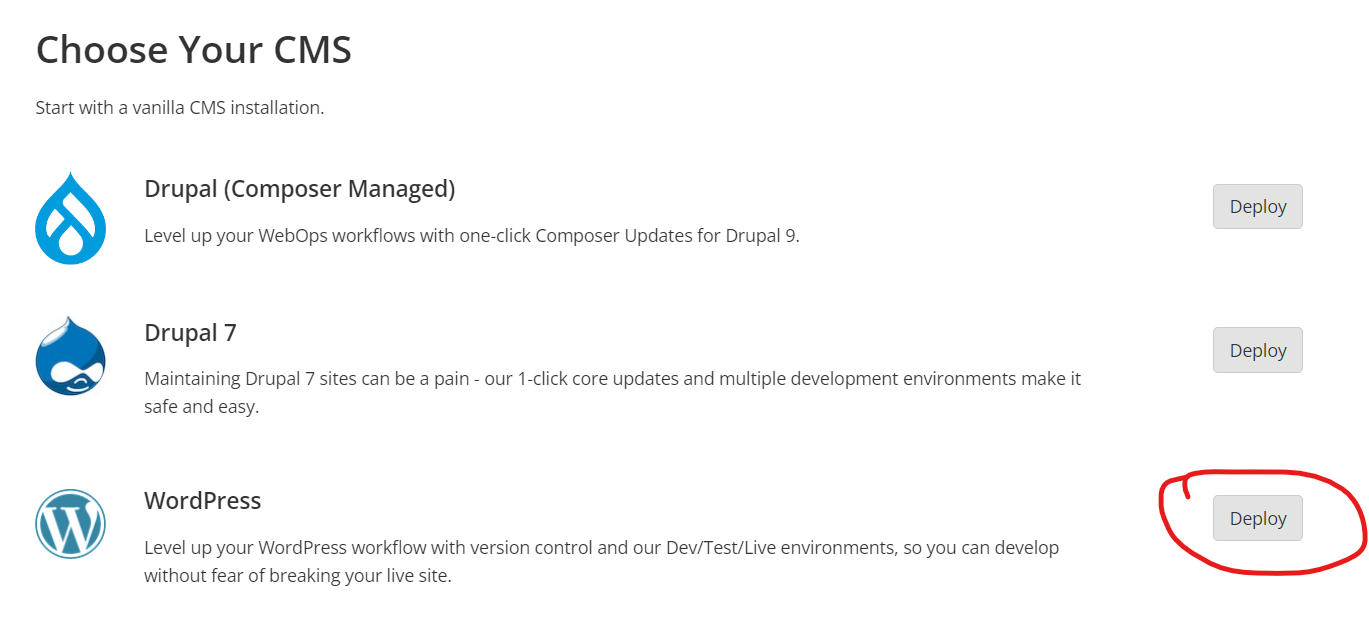 Choose Your CMS
Start with a vanilla CMS installation.
Drupal (Composer Managed)
Deploy
Level up your WebOps workflows with one-click Composer Updates for Drupal 9.
Drupal 7
Deploy
Maintaining Drupal 7 sites can be a pain - our 1-click core updates and multiple development environments make it
safe and easy.
WordPress
Deploy
Level up your WordPress workflow with version control and our Dev/Test/Live environments, so you can develop
without fear of breaking your live site.